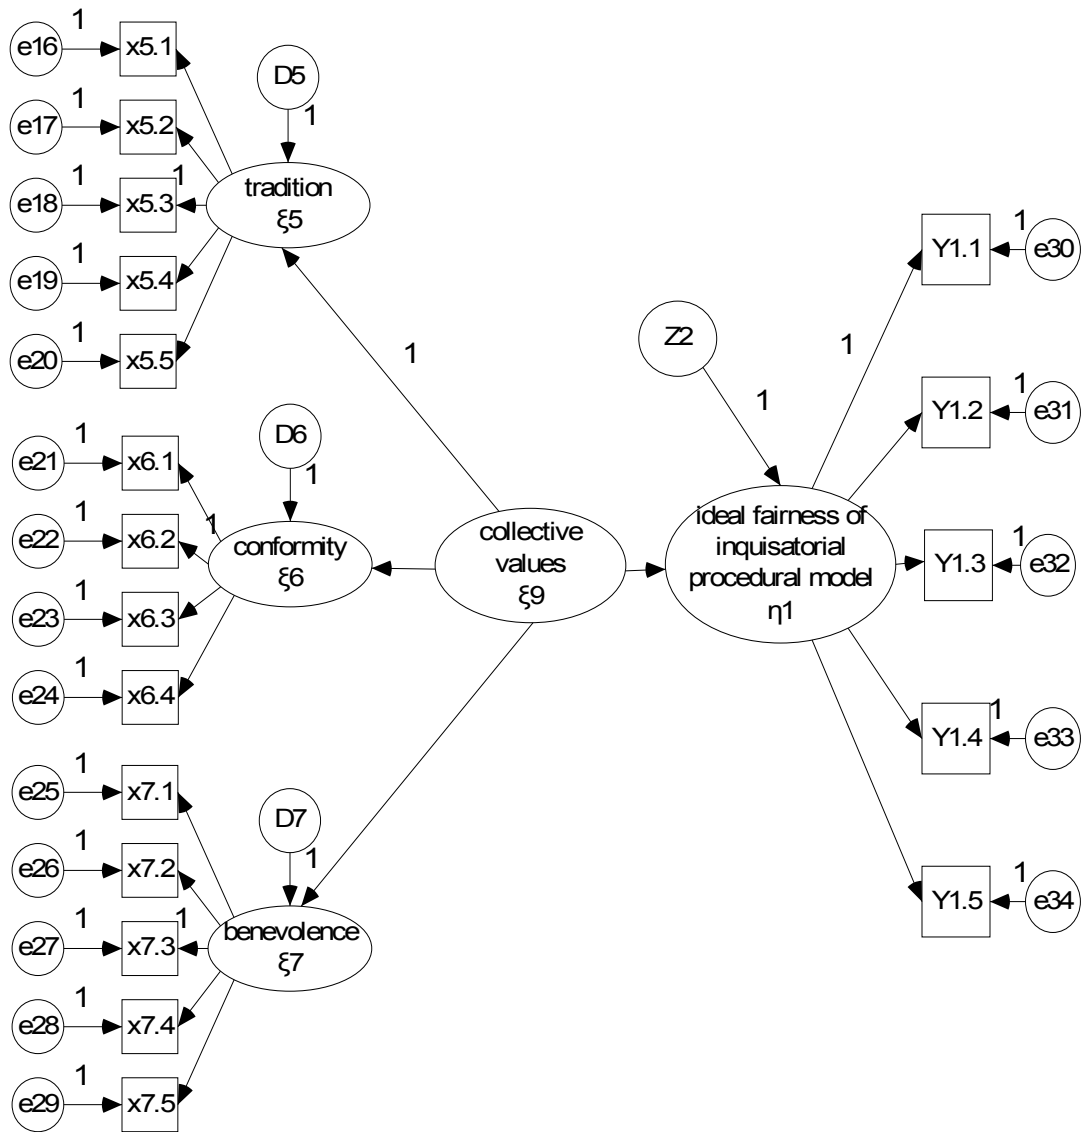 1
e16
x5.1
D5
1
1
e17
x5.2
1
e18
x5.3
1
tradition
ξ5
1
e19
x5.4
1
e20
x5.5
1
1
e21
x6.1
D6
1
1
e22
x6.2
1
conformity
ξ6
1
e23
x6.3
1
e24
x6.4
1
e25
x7.1
D7
1
1
e26
x7.2
1
e27
x7.3
1
benevolence
ξ7
1
e28
x7.4
1
e29
x7.5
collective
values
ξ9
Z2
1
ideal fairness of
inquisatorial
procedural model
η1
1
Y1.1
1
e30
Y1.2
1
e31
Y1.3
1
e32
Y1.4
1
e33
Y1.5
1
e34